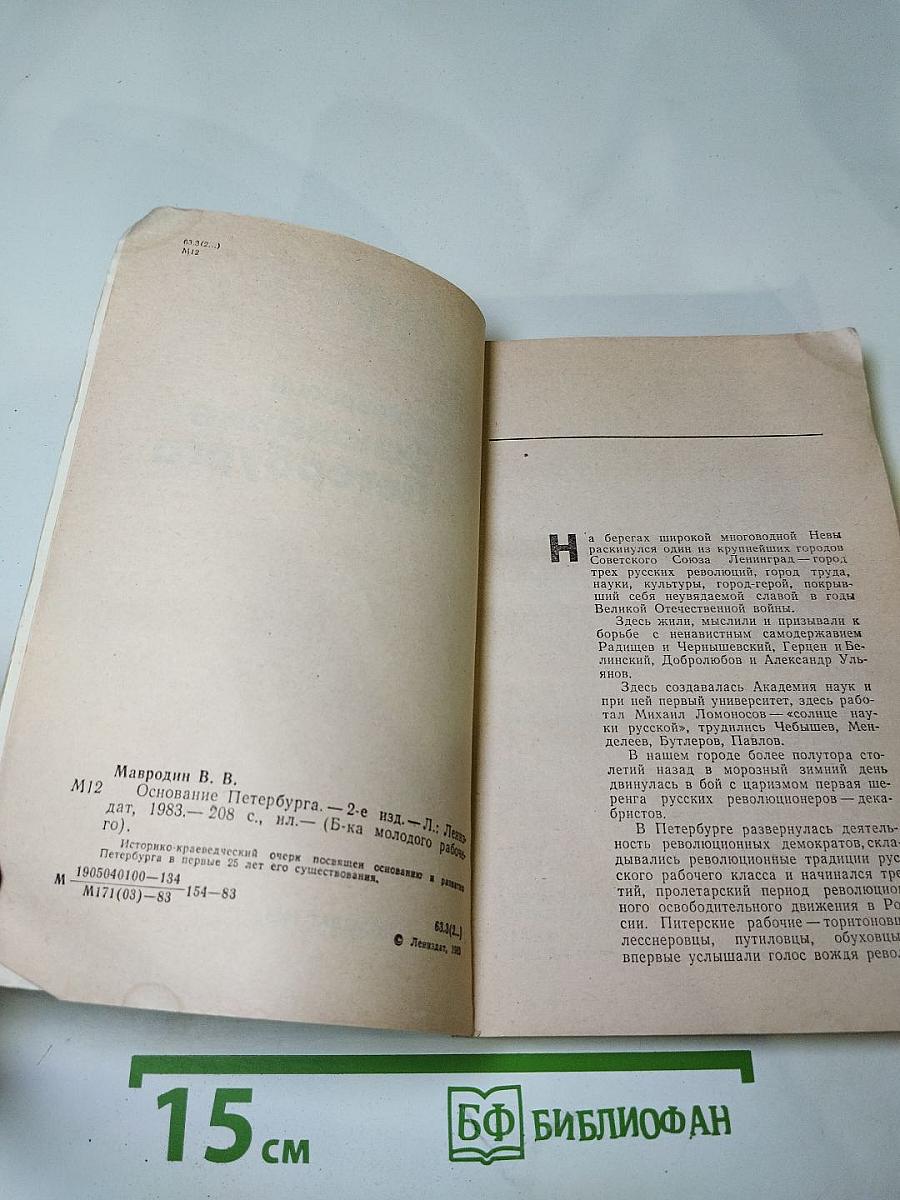 63.3(2...)
М12
Мавродин В. В.
М12 Основание Петербурга. — 2-е изд. — Л.: Лениз-
дат, 1983.— 208 с., ил.— (Б-ка молодого рабоче-
го).
Историко-краеведческий очерк посвящен основанию и развитию
Петербурга в первые 25 лет его существования.
М 1905040100—134
М171(03)—83 154—83
63.3(2..)
© Лениздат, 1983
На берегах широкой многоводной Невы
раскинулся один из крупнейших городов
Советского Союза Ленинград — город
трех русских революций, город труда,
науки, культуры, город-герой, покрыв-
ший себя неувядаемой славой в годы
Великой Отечественной войны.
Здесь жили, мыслили и призывали к
борьбе с ненавистным самодержавием
Радищев и Чернышевский, Герцен и Бе-
линский, Добролюбов и Александр Уль-
янов.
Здесь создавалась Академия наук и
при ней первый университет, здесь рабо-
тал Михаил Ломоносов — «солнце нау-
ки русской», трудились Чебышев, Мен-
делеев, Бутлеров, Павлов.
В нашем городе более полутора сто-
летий назад в морозный зимний день
двинулась в бой с царизмом первая ше-
ренга русских революционеров — дека-
бристов.
В Петербурге развернулась деятель-
ность революционных демократов, скла-
дывались революционные традиции рус
ского рабочего класса и начинался тре
тий, пролетарский период революцион
ного освободительного движения в Ро
сии. Питерские рабочие — торнтоновц
лесснеровцы, путиловцы, обуховцы
впервые услышали голос вождя рево
15 см
БФ БИБЛИОФАН